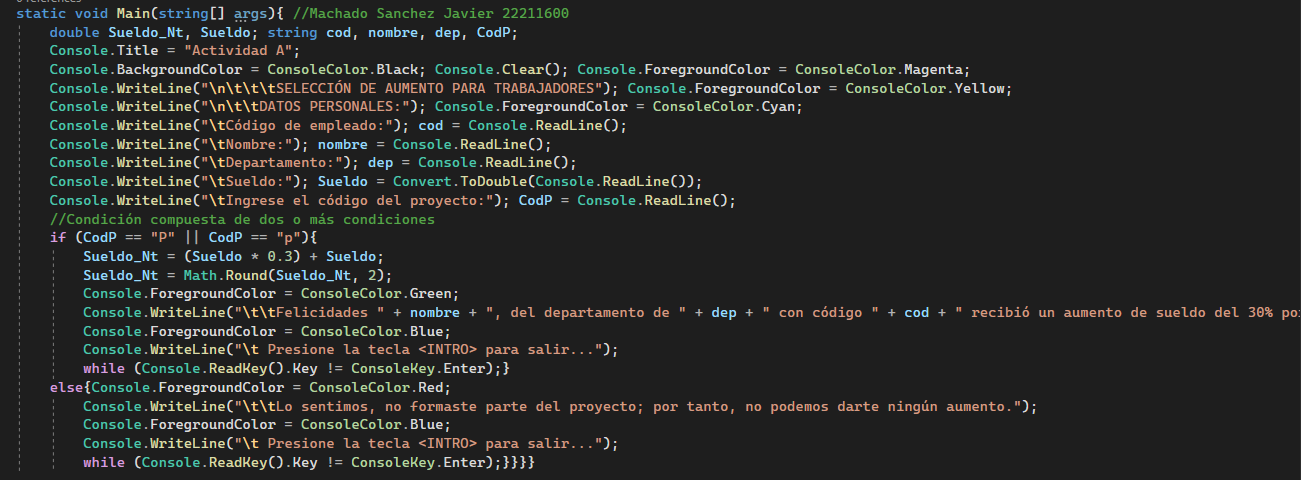 static void Main(string[] args){ //Machado Sanchez Javier 22211600
double Sueldo_Nt, Sueldo; string cod, nombre, dep, CodP;
Console.Title = "Actividad A";
Console.BackgroundColor = ConsoleColor.Black; Console.Clear(); Console.ForegroundColor = ConsoleColor.Magenta;
Console.WriteLine("\n\t\t\tSELECCIÓN DE AUMENTO PARA TRABAJADORES"); Console.ForegroundColor = ConsoleColor.Yellow;
Console.WriteLine("\n\t\tDATOS PERSONALES:"); Console.ForegroundColor = ConsoleColor.Cyan;
Console.WriteLine("\tCódigo de empleado:"); cod = Console.ReadLine();
Console.WriteLine("\tNombre:"); nombre = Console.ReadLine();
Console.WriteLine("\tDepartamento:"); dep = Console.ReadLine();
Console.WriteLine("\tSueldo:"); Sueldo = Convert.ToDouble(Console.ReadLine());
Console.WriteLine("\tIngrese el código del proyecto:"); CodP = Console.ReadLine();
//Condición compuesta de dos o más condiciones
if (CodP == "P" || CodP == "p"){
Sueldo_Nt = (Sueldo * 0.3) + Sueldo;
Sueldo_Nt = Math.Round(Sueldo_Nt, 2);
Console.ForegroundColor = ConsoleColor.Green;
Console.WriteLine("\t\tFelicidades " + nombre + ", del departamento de " + dep + " con código " + cod + " recibió un aumento de sueldo del 30%
Console.ForegroundColor = ConsoleColor.Blue;
Console.WriteLine("\t Presione la tecla <INTRO> para salir...");
while (Console.ReadKey().Key != ConsoleKey.Enter);}
else{Console.ForegroundColor = ConsoleColor.Red;
Console.WriteLine("\t\tLo sentimos, no formaste parte del proyecto; por tanto, no podemos darte ningún aumento.");
Console.ForegroundColor = ConsoleColor.Blue;
Console.WriteLine("\t Presione la tecla <INTRO> para salir...");
while (Console.ReadKey().Key != ConsoleKey.Enter);}}}}